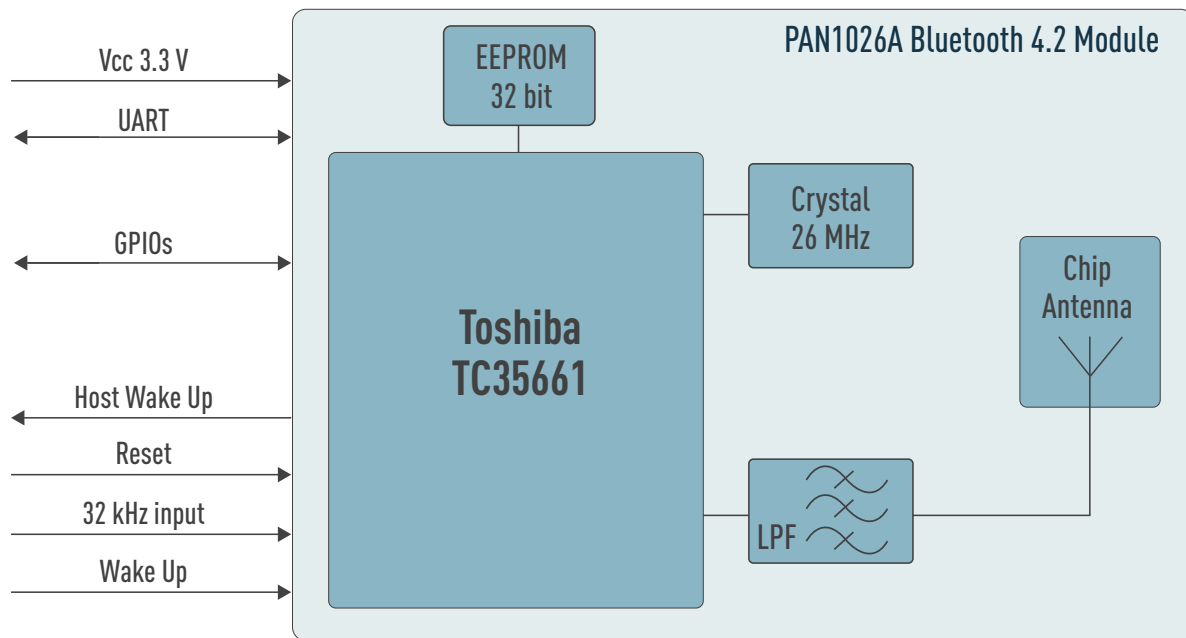 PAN1026A Bluetooth 4.2 Module
Vcc 3.3 V
UART
GPIOs
Host Wake Up
Reset
32 kHz input
Wake Up
EEPROM
32 bit
Toshiba
TC35661
Crystal
26 MHz
Chip
Antenna
LPF